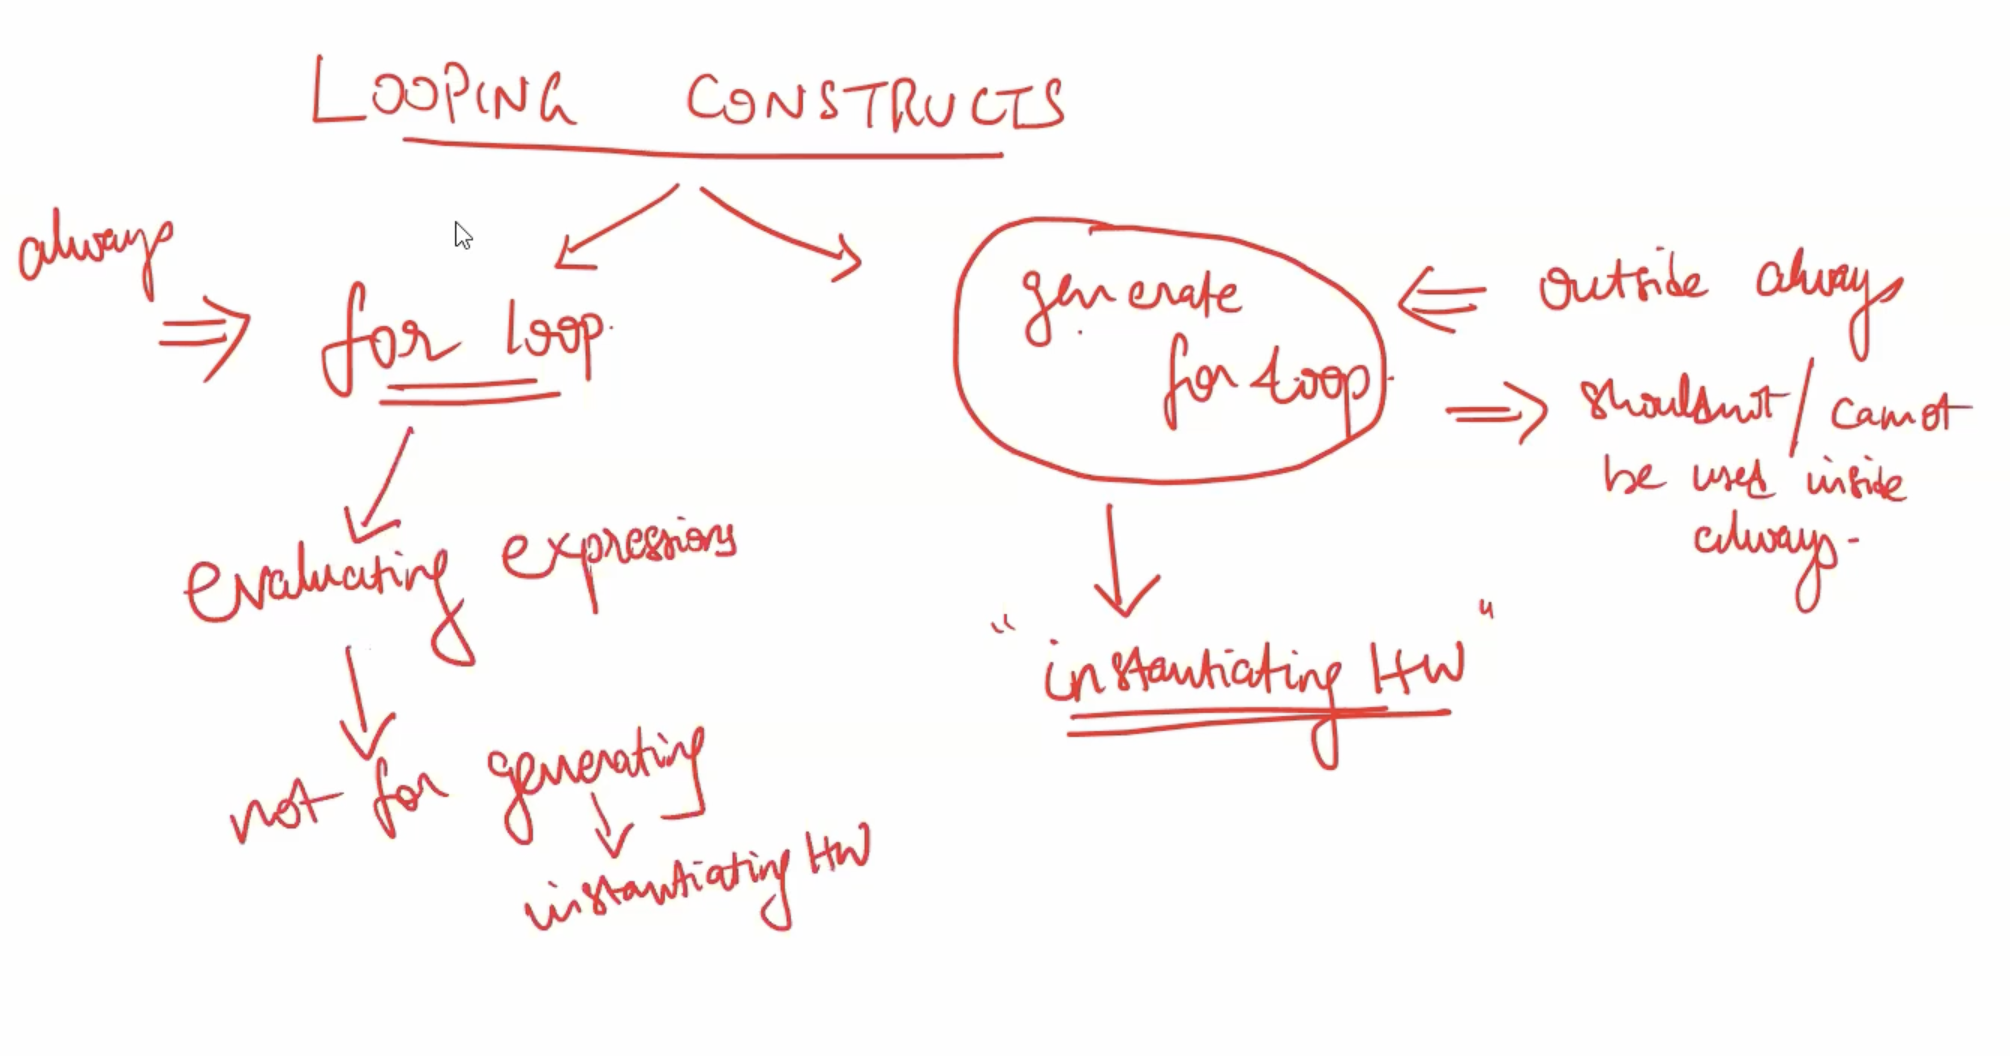 LOOPING CONSTRUCTS
always
for loop.
generate
for loop.
outside always
shouldnot / cannot
be used inside
always.
evaluating expressions
not for generating
instantiating HW
"instantiating HW"